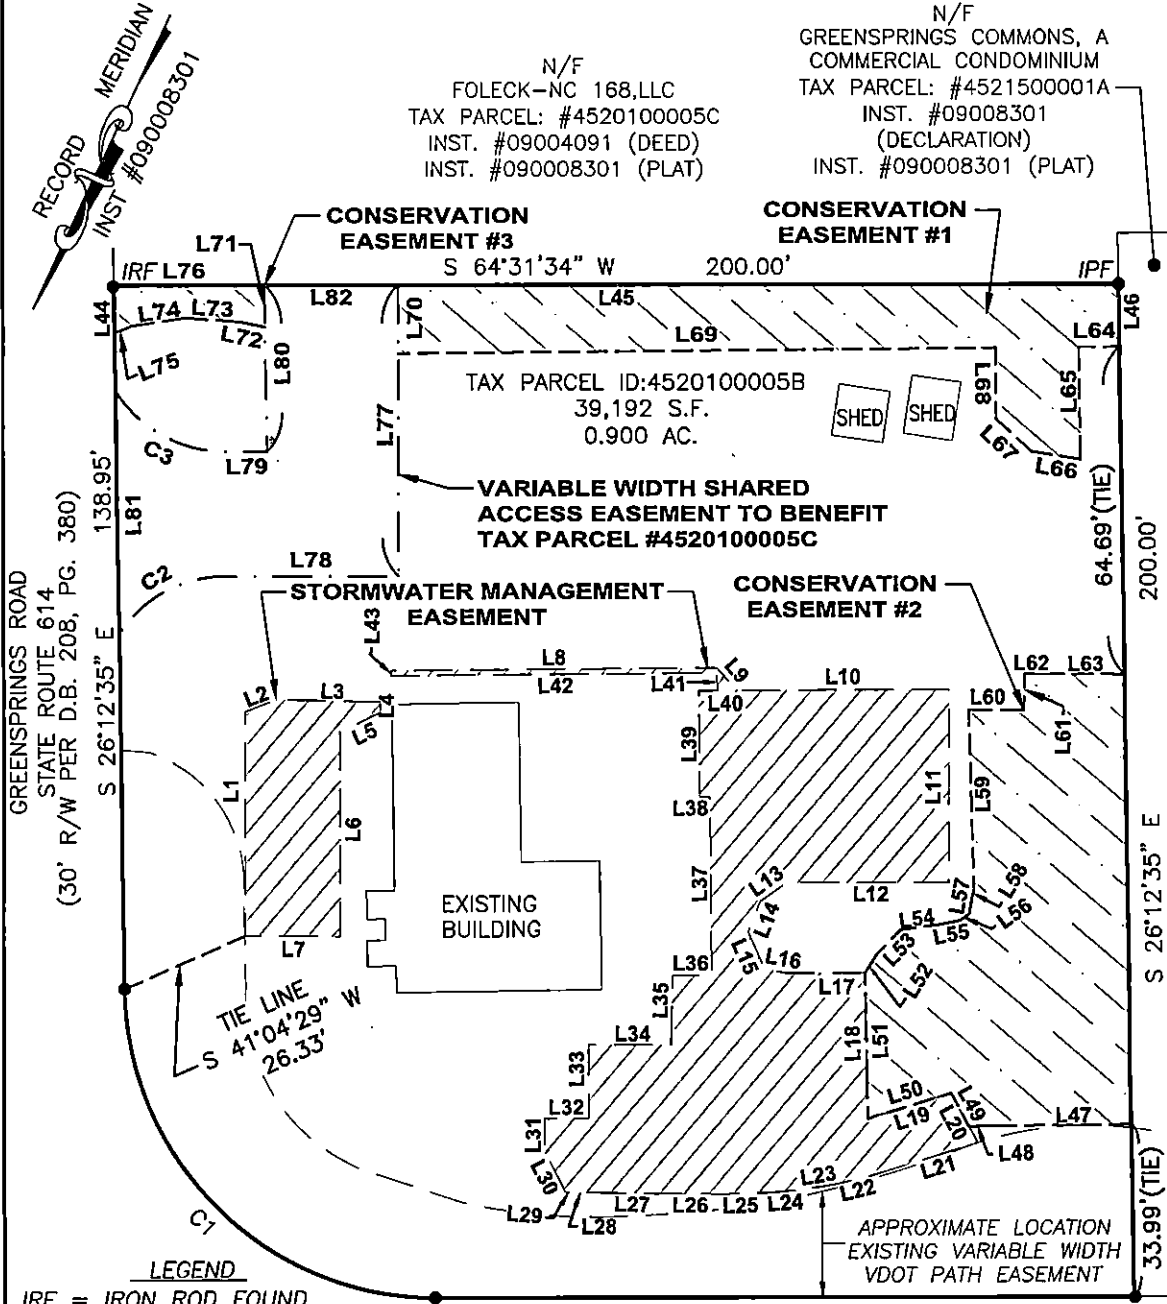 RECORD MERIDIAN
INST #090008301
N/F
FOLECK-NC 168,LLC
TAX PARCEL: #4520100005C
INST. #09004091 (DEED)
INST. #090008301 (PLAT)
N/F
GREENSPRINGS COMMONS, A
COMMERCIAL CONDOMINIUM
TAX PARCEL: #4521500001A
INST. #09008301
(DECLARATION)
INST. #090008301 (PLAT)
CONSERVATION
EASEMENT #3
CONSERVATION
EASEMENT #1
L71
IRF L76
S 64°31'34" W 200.00'
IPF
L82
L45
L44
L74
L73
L72
L75
L80
L70
L69
L46
L64
L65
L68
L67
L66
TAX PARCEL ID:4520100005B
39,192 S.F.
0.900 AC.
SHED
SHED
L77
C3
L79
VARIABLE WIDTH SHARED
ACCESS EASEMENT TO BENEFIT
TAX PARCEL #4520100005C
64.69'(TIE)
200.00'
S 26°12'35" E
GREENSPRINGS ROAD
STATE ROUTE 614
(30' R/W PER D.B. 208, PG. 380)
S 26°12'35" E 138.95'
L81
C2
L78
STORMWATER MANAGEMENT
EASEMENT
CONSERVATION
EASEMENT #2
L43
L8
L42
L41
L9
L40
L10
L62
L63
L60
L61
L2
L3
L4
L5
L1
L6
L7
L39
L38
L37
L11
L59
EXISTING
BUILDING
L13
L12
L14
L15
L16
L17
L57
L58
L56
L54
L55
L53
L52
L36
L35
L34
L33
L32
L31
L30
L29
L28
L18
L51
L50
L19
L49
L20
L47
L48
TIE LINE
S 41°04'29" W
26.33'
L27
L26
L25
L24
L23
L22
L21
C1
APPROXIMATE LOCATION
EXISTING VARIABLE WIDTH
VDOT PATH EASEMENT
33.99'(TIE)
LEGEND
IRF = IRON ROD FOUND